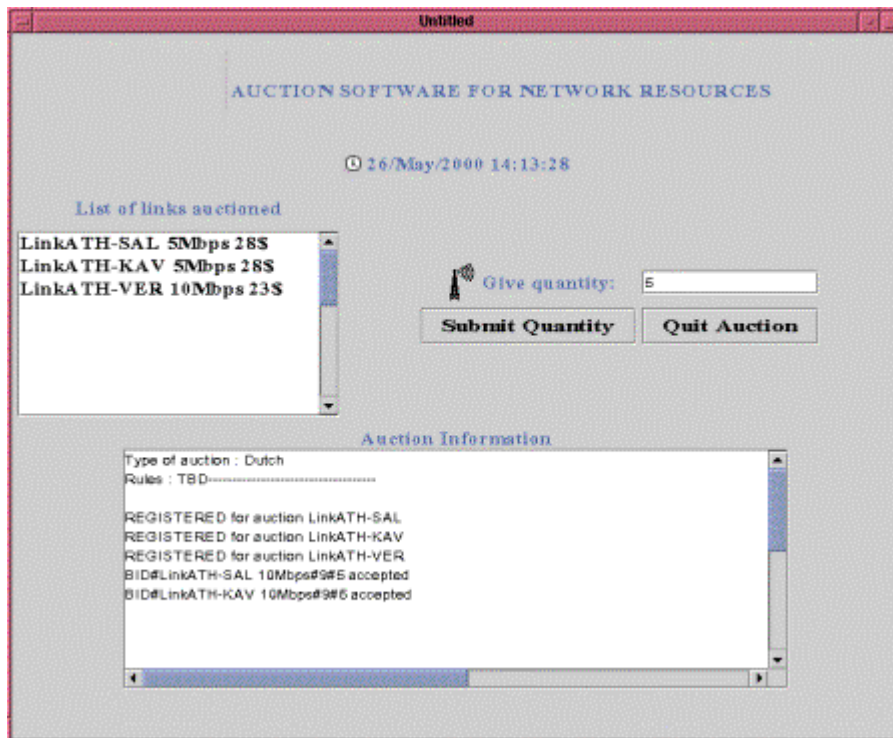 Untitled
AUCTION SOFTWARE FOR NETWORK RESOURCES
26/May/2000 14:13:28
List of links auctioned
LinkATH-SAL 5Mbps 28$
LinkATH-KAV 5Mbps 28$
LinkATH-VER 10Mbps 23$
Give quantity: 5
Submit Quantity Quit Auction
Auction Information
Type of auction : Dutch
Rules : TBD-------------------------------------
REGISTERED for auction LinkATH-SAL
REGISTERED for auction LinkATH-KAV
REGISTERED for auction LinkATH-VER
BID#LinkATH-SAL 10Mbps#9#5 accepted
BID#LinkATH-KAV 10Mbps#9#5 accepted